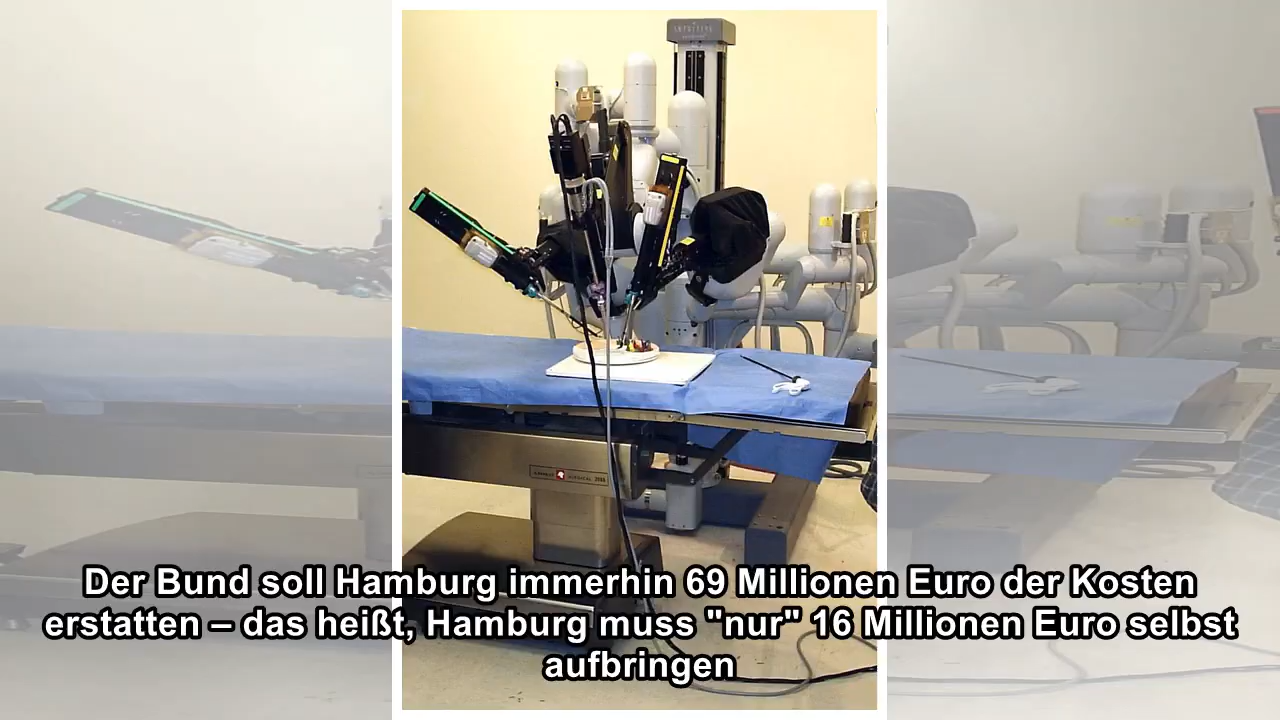 INTUITIVE
Der Bund soll Hamburg immerhin 69 Millionen Euro der Kosten
erstatten – das heißt, Hamburg muss "nur" 16 Millionen Euro selbst
aufbringen